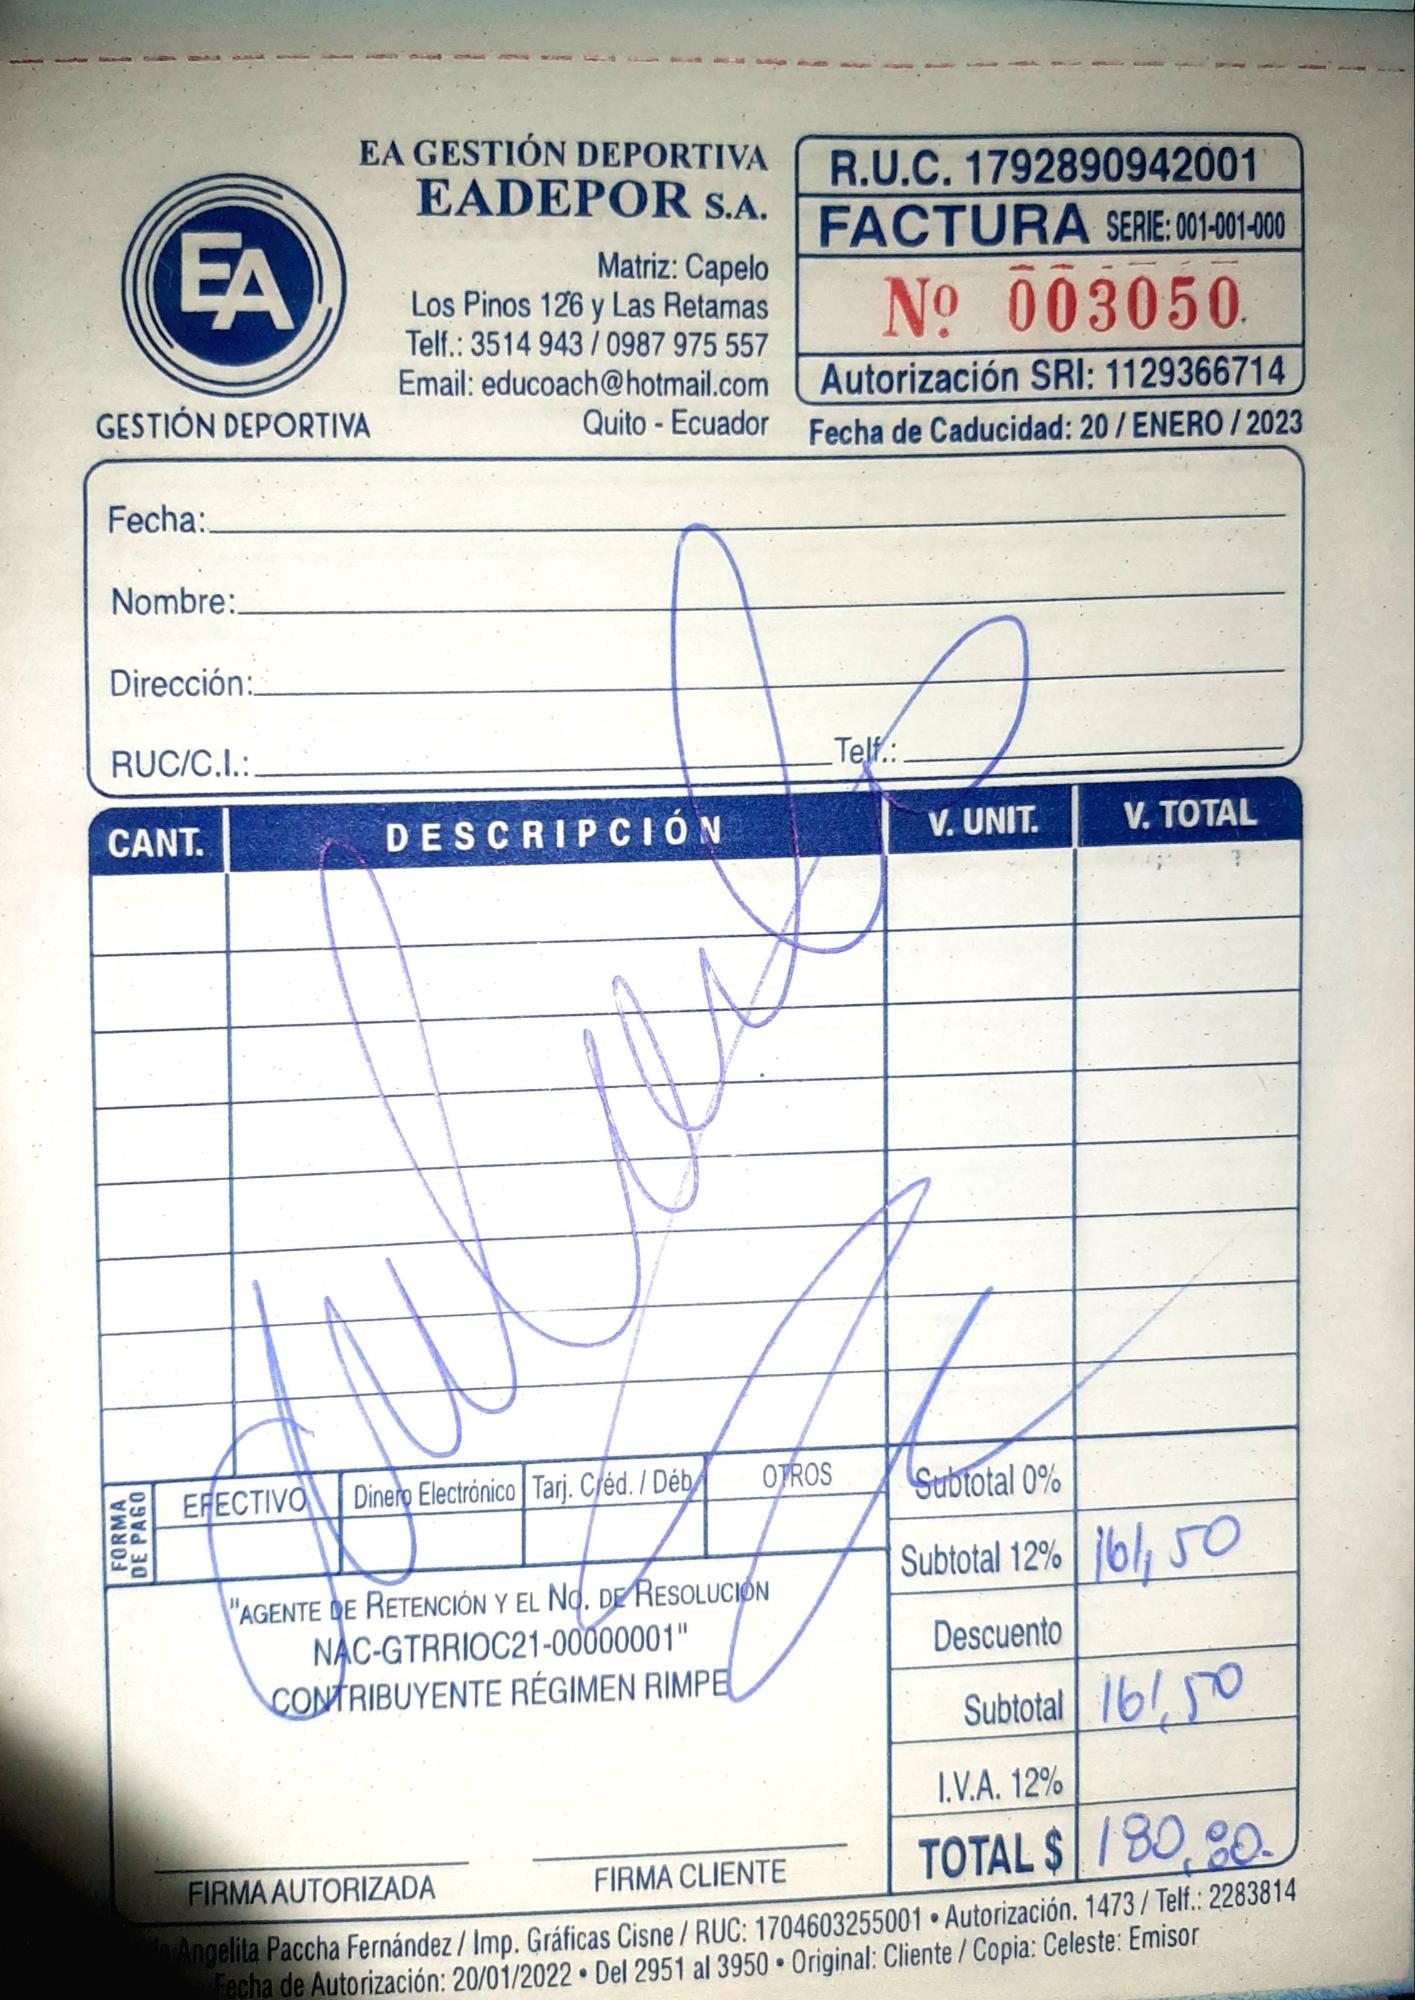 EA GESTIÓN DEPORTIVA
EADEPOR S.A.
EA
GESTIÓN DEPORTIVA
Matriz: Capelo
Los Pinos 126 y Las Retamas
Telf.: 3514 943 / 0987 975 557
Email: educoach@hotmail.com
Quito - Ecuador
R.U.C. 1792890942001
FACTURA SERIE: 001-001-000
Nº 003050
Autorización SRI: 1129366714
Fecha de Caducidad: 20 / ENERO / 2023
Fecha:
Nombre:
Dirección:
RUC/C.I.: Telf.:
CANT. DESCRIPCIÓN V. UNIT. V. TOTAL
Anulado
FORMA DE PAGO
EFECTIVO Dinero Electrónico Tarj. Créd. / Déb. OTROS
Subtotal 0%
Subtotal 12% 161,50
Descuento
Subtotal 161,50
I.V.A. 12%
TOTAL $ 180,
"AGENTE DE RETENCIÓN Y EL NO. DE RESOLUCIÓN
NAC-GTRRIOC21-00000001"
CONTRIBUYENTE RÉGIMEN RIMPE
FIRMA AUTORIZADA FIRMA CLIENTE
Angelita Paccha Fernández / Imp. Gráficas Cisne / RUC: 1704603255001 • Autorización. 1473 / Telf.: 2283814
Fecha de Autorización: 20/01/2022 • Del 2951 al 3950 • Original: Cliente / Copia: Celeste: Emisor